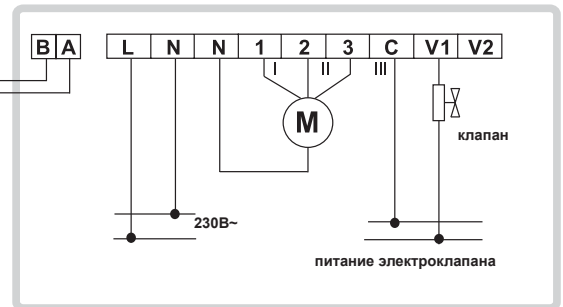 B A L N N 1 2 3 C V1 V2
I II III
M
клапан
230В~
питание электроклапана